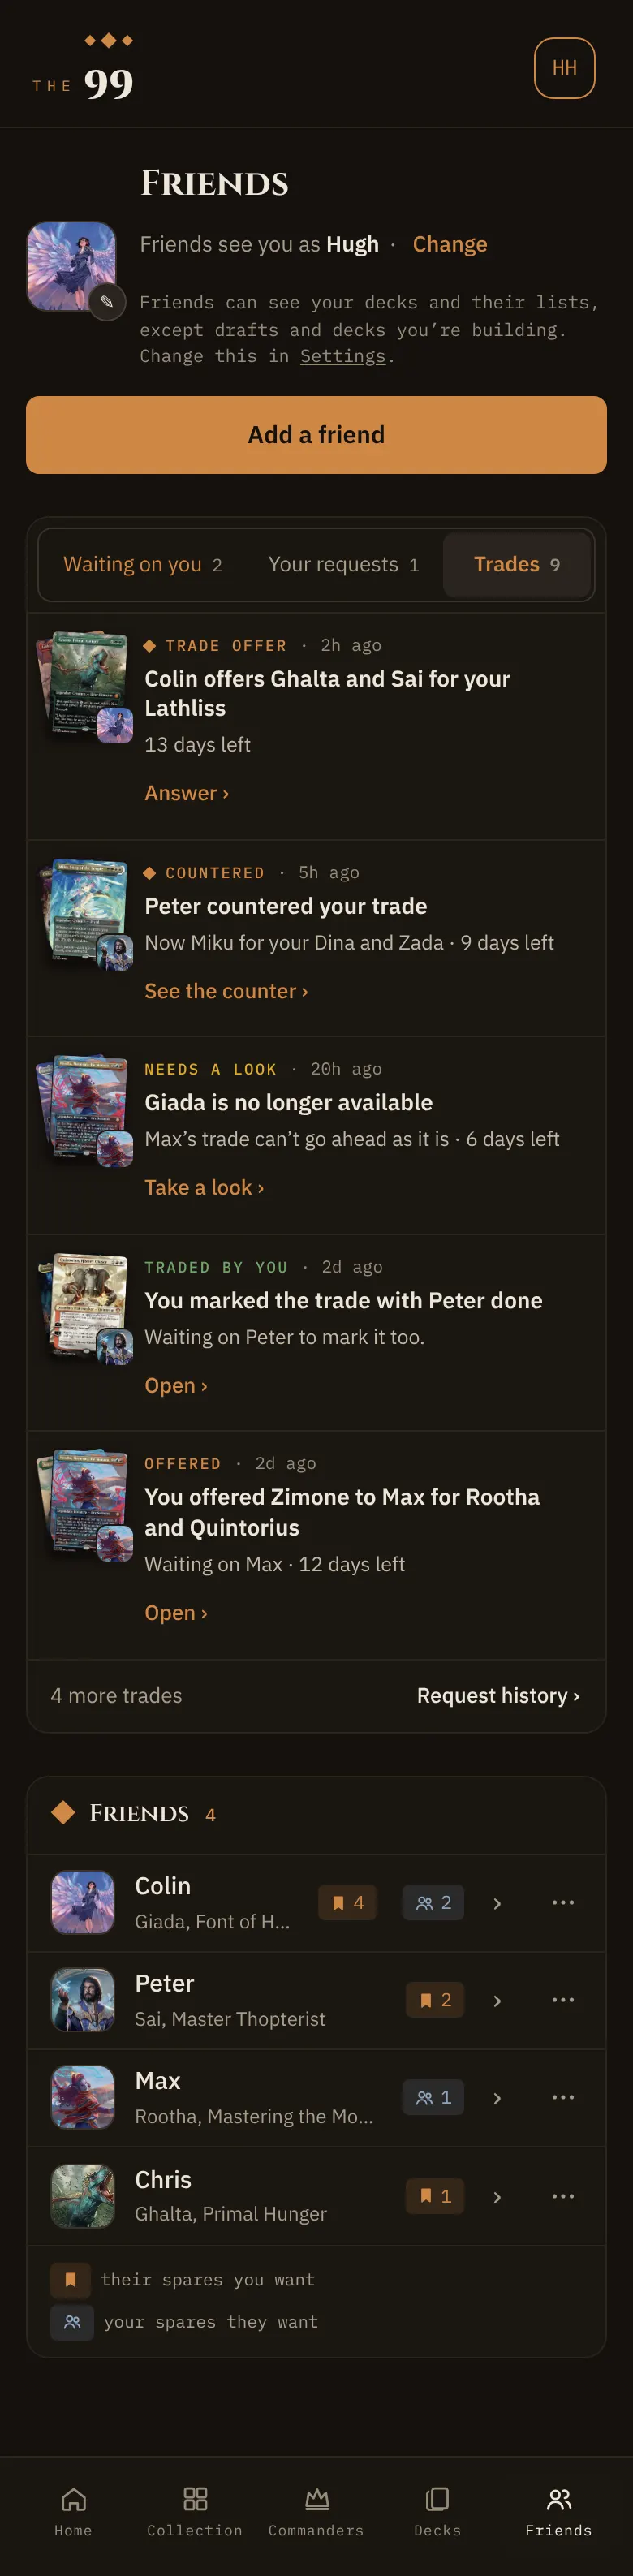 THE 99
HH
Friends
Friends see you as Hugh · Change
Friends can see your decks and their lists,
except drafts and decks you’re building.
Change this in Settings.
Add a friend
Waiting on you 2
Your requests 1
Trades 9
TRADE OFFER · 2h ago
Colin offers Ghalta and Sai for your
Lathliss
13 days left
Answer ›
COUNTERED · 5h ago
Peter countered your trade
Now Miku for your Dina and Zada · 9 days left
See the counter ›
NEEDS A LOOK · 20h ago
Giada is no longer available
Max’s trade can’t go ahead as it is · 6 days left
Take a look ›
TRADED BY YOU · 2d ago
You marked the trade with Peter done
Waiting on Peter to mark it too.
Open ›
OFFERED · 2d ago
You offered Zimone to Max for Rootha
and Quintorius
Waiting on Max · 12 days left
Open ›
4 more trades
Request history ›
Friends 4
Colin
Giada, Font of H...
4
2
›
Peter
Sai, Master Thopterist
2
›
Max
Rootha, Mastering the Mo...
1
›
Chris
Ghalta, Primal Hunger
1
›
their spares you want
your spares they want
Home
Collection
Commanders
Decks
Friends